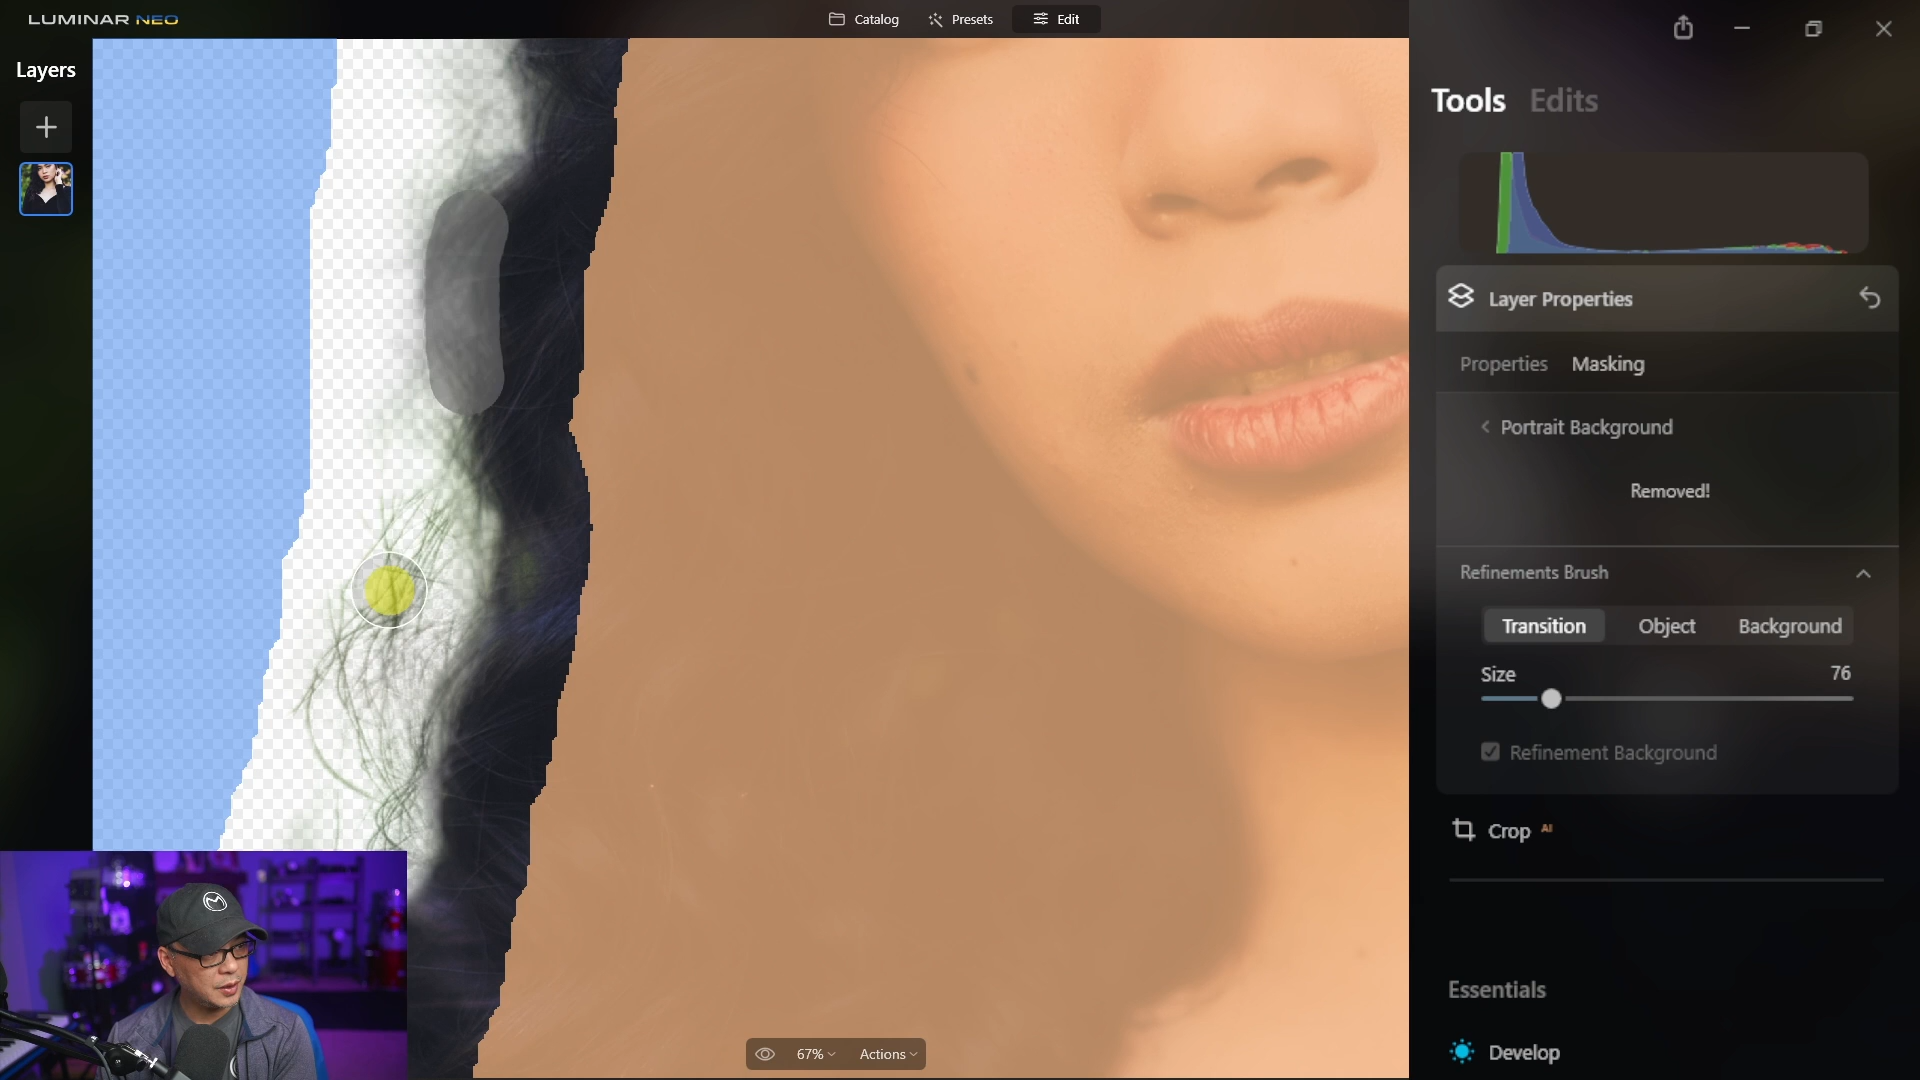 LUMINAR NEO
Catalog
Presets
Edit
Layers
Tools
Edits
Layer Properties
Properties
Masking
Portrait Background
Removed!
Refinements Brush
Transition
Object
Background
Size
76
Refinement Background
Crop AI
Essentials
Develop
67%
Actions